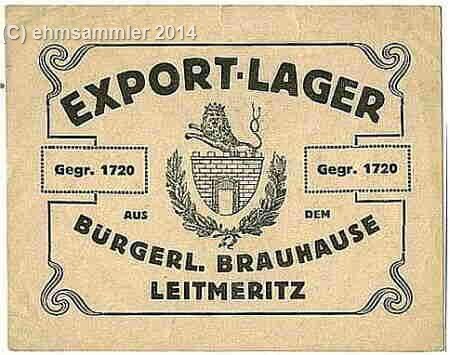 (C) ehmsammler 2014
EXPORT-LAGER
Gegr. 1720
Gegr. 1720
AUS DEM
BÜRGERL. BRAUHAUSE
LEITMERITZ